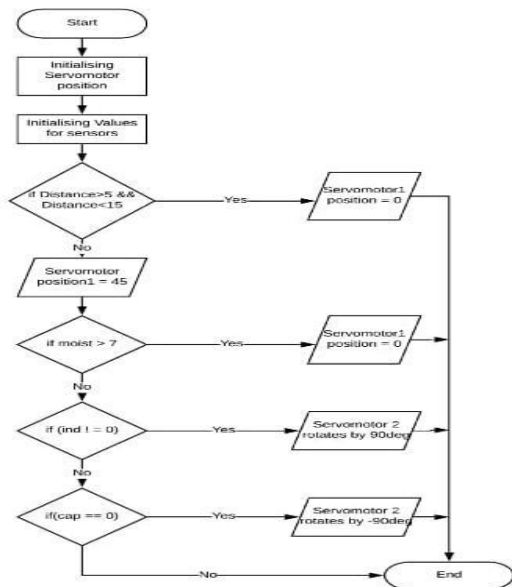 Start
Initialising
Servomotor
position
Initialising Values
for sensors
if Distance>5 &&
Distance<15
Yes
Servomotor1
position = 0
No
Servomotor
position1 = 45
if moist > 7
Yes
Servomotor1
position = 0
No
if (ind ! = 0)
Yes
Servomotor 2
rotates by 90deg
No
if(cap == 0)
Yes
Servomotor 2
rotates by -90deg
No
End